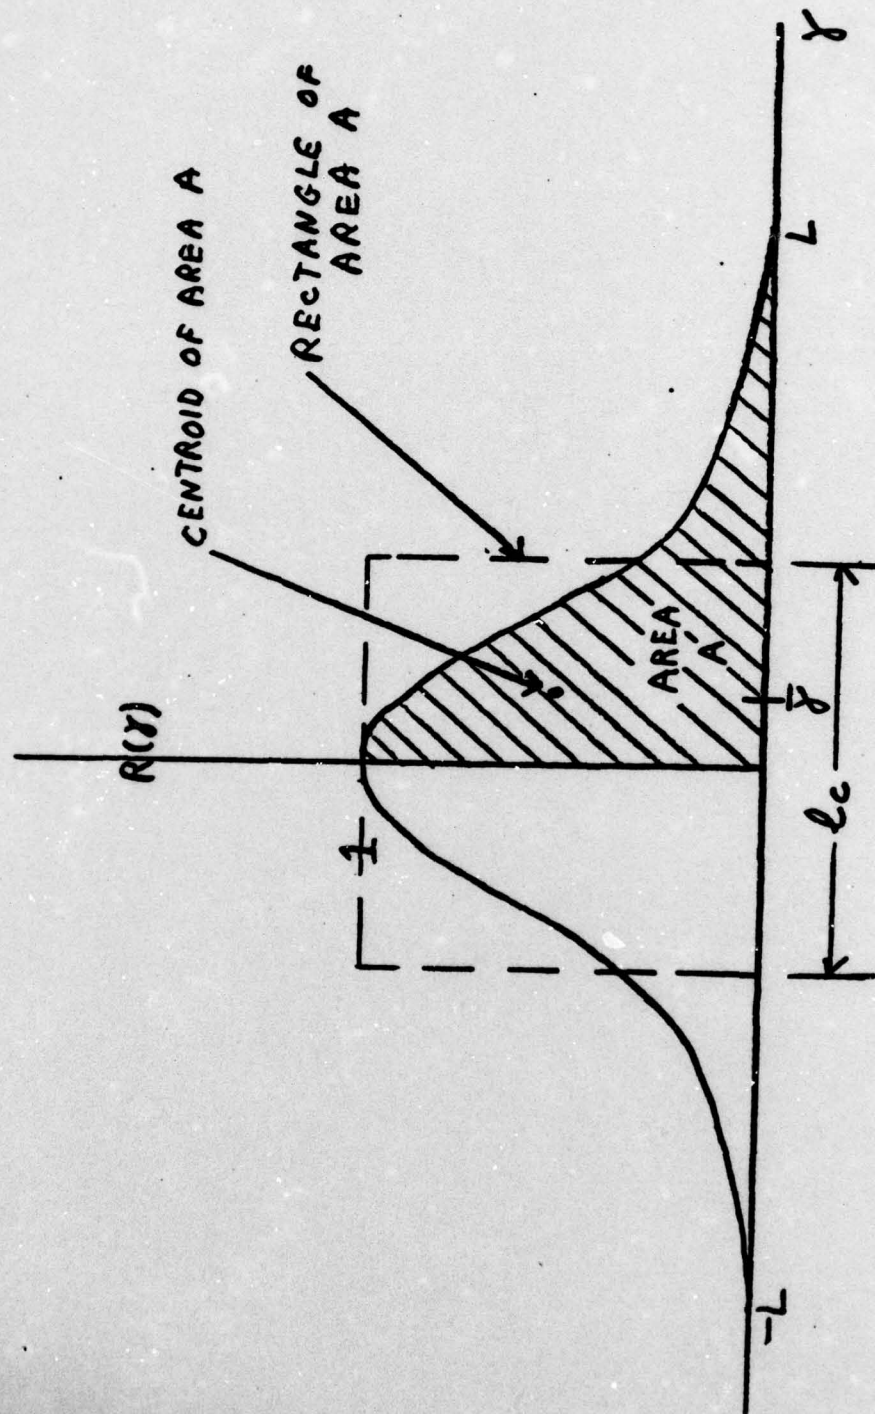 R(γ)
CENTROID OF AREA A
RECTANGLE OF
AREA A
1
AREA
A
-L
γ̄
L
γ
lc